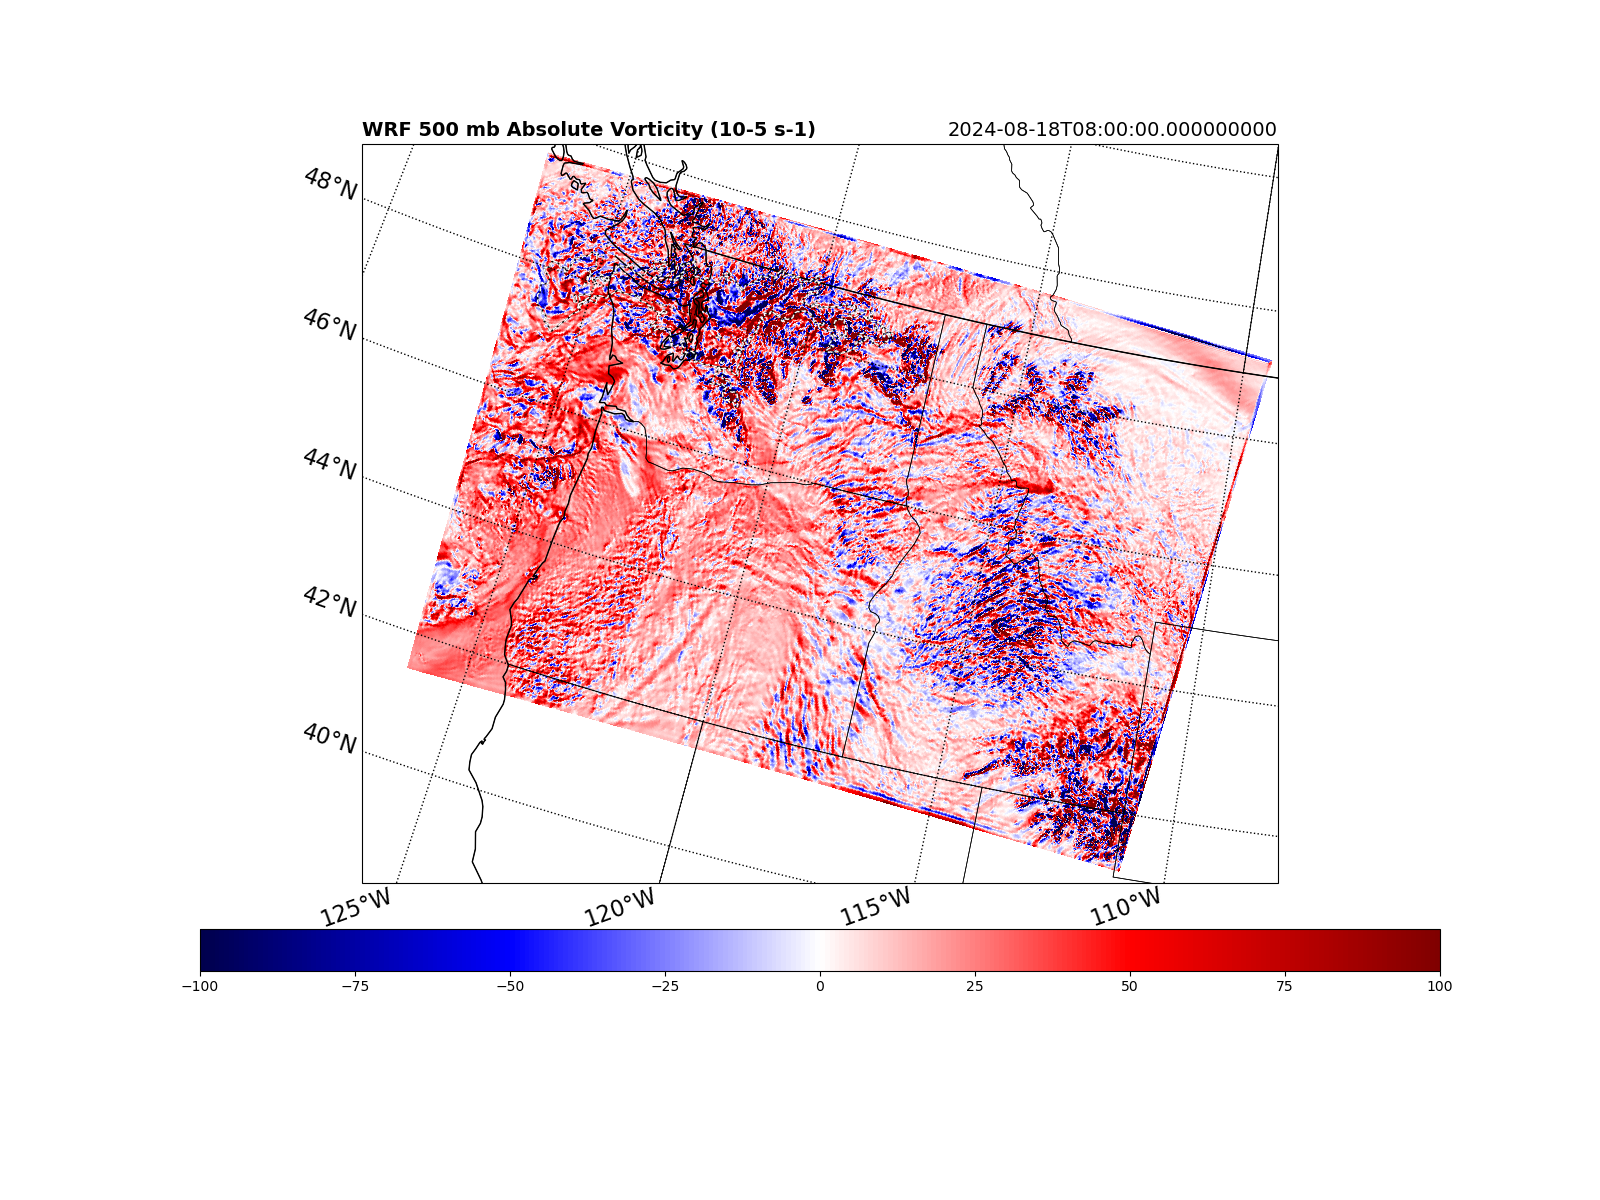 WRF 500 mb Absolute Vorticity (10-5 s-1) 2024-08-18T08:00:00.000000000
48°N
46°N
44°N
42°N
40°N
125°W 120°W 115°W 110°W
−100 −75 −50 −25 0 25 50 75 100